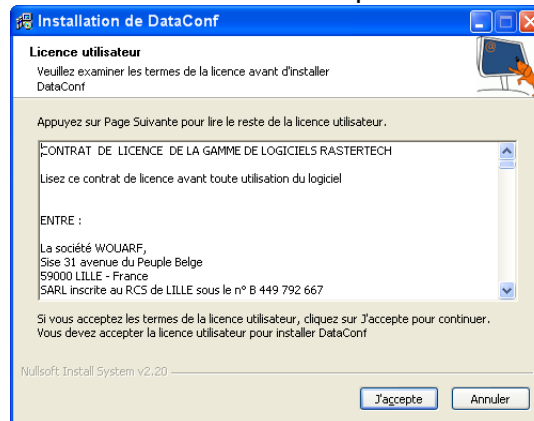 Installation de DataConf
Licence utilisateur
Veuillez examiner les termes de la licence avant d'installer
DataConf
Appuyez sur Page Suivante pour lire le reste de la licence utilisateur.
CONTRAT DE LICENCE DE LA GAMME DE LOGICIELS RASTERTECH
Lisez ce contrat de licence avant toute utilisation du logiciel
ENTRE :
La société WOUARF,
Sise 31 avenue du Peuple Belge
59000 LILLE - France
SARL inscrite au RCS de LILLE sous le n° B 449 792 667
Si vous acceptez les termes de la licence utilisateur, cliquez sur J'accepte pour continuer.
Vous devez accepter la licence utilisateur pour installer DataConf
Nullsoft Install System v2.20
J'accepte
Annuler